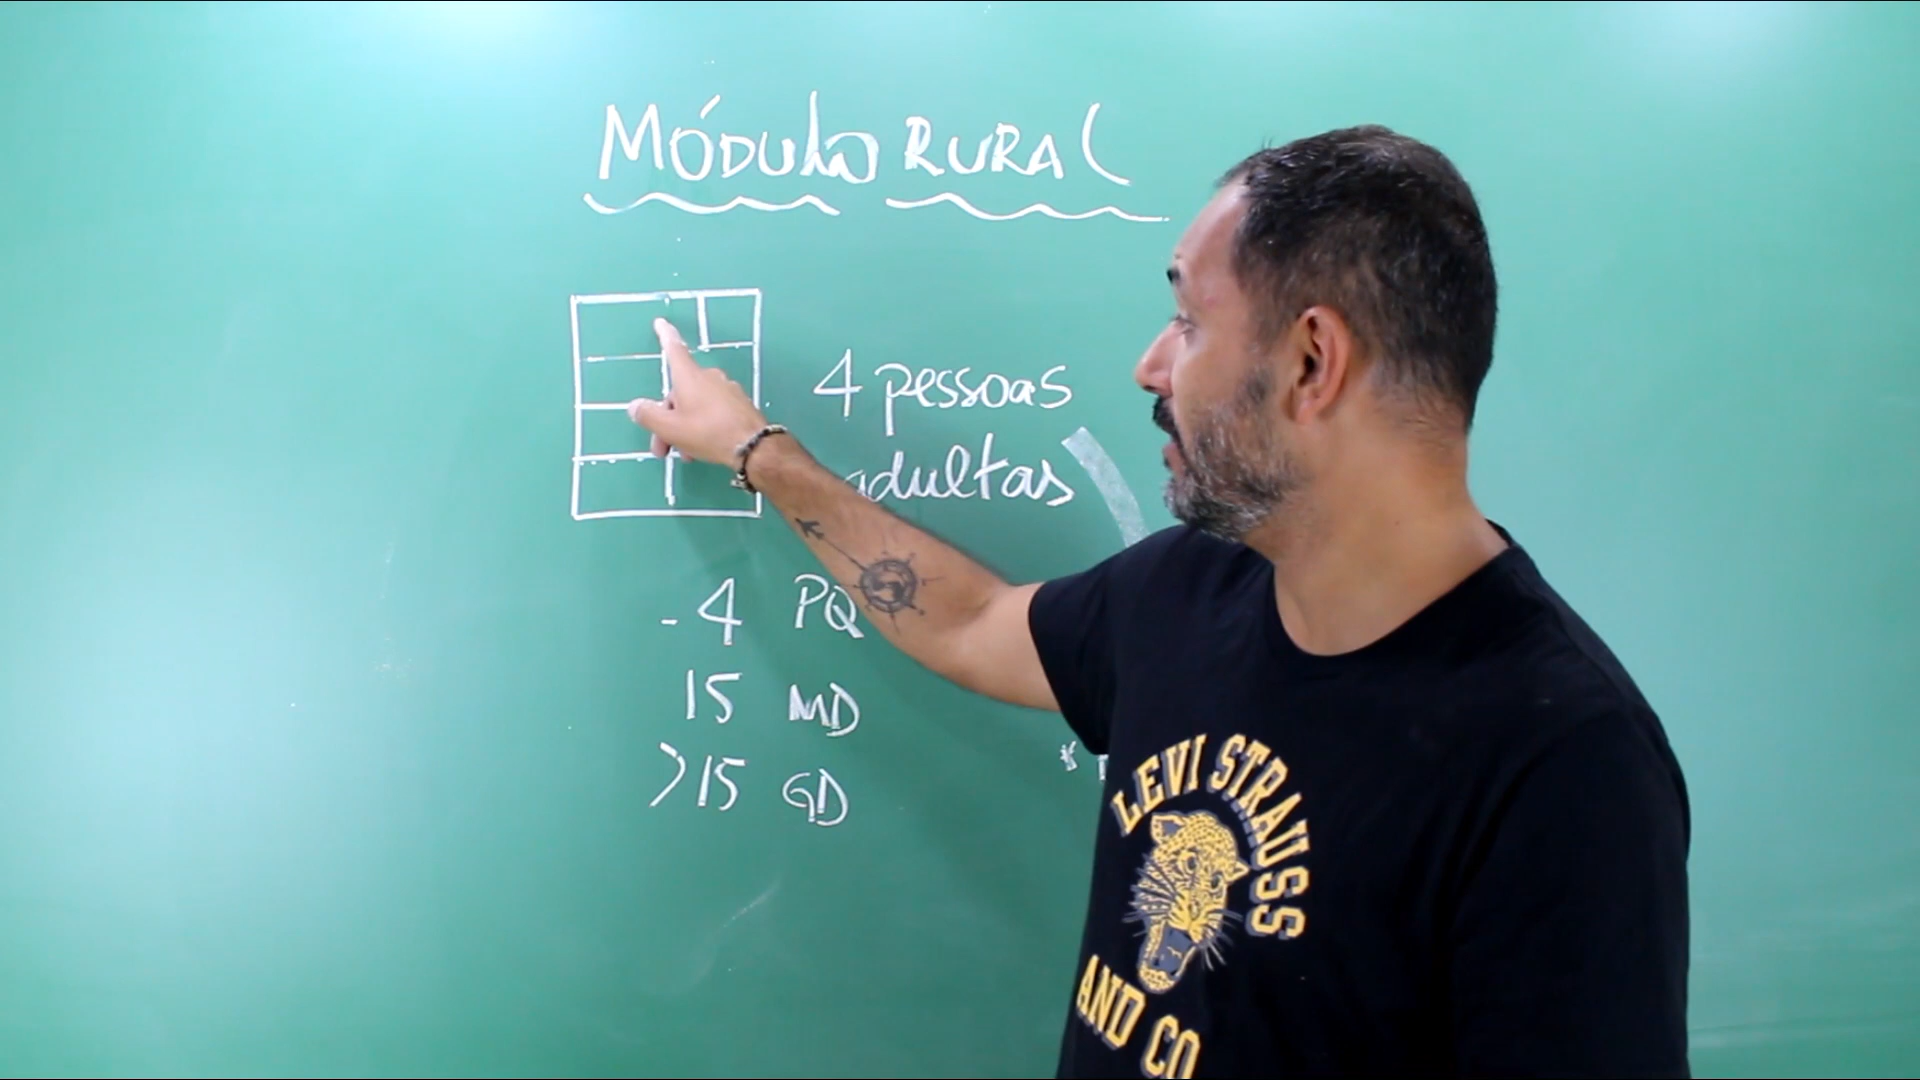 MÓDULO RURAL
4 pessoas
adultas
- 4 PQ
15 MD
>15 GD
LEVI STRAUSS
AND CO